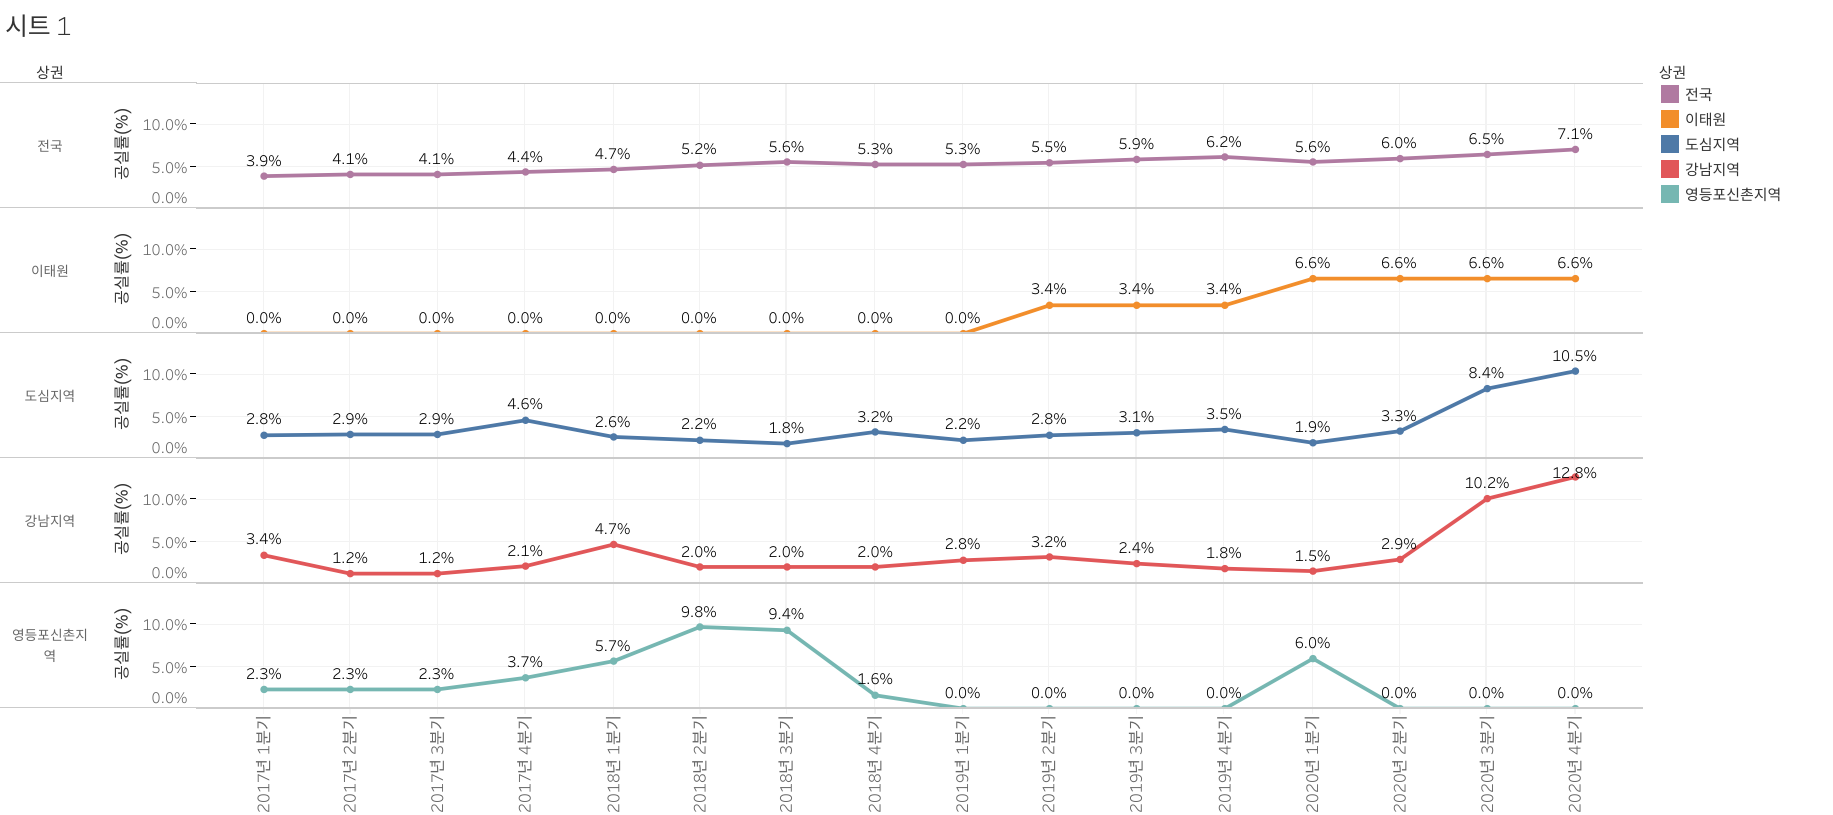 시트 1
상권
전국
공실률(%)
10.0%
5.0%
0.0%
3.9% 4.1% 4.1% 4.4% 4.7% 5.2% 5.6% 5.3% 5.3% 5.5% 5.9% 6.2% 5.6% 6.0% 6.5% 7.1%
이태원
공실률(%)
10.0%
5.0%
0.0%
0.0% 0.0% 0.0% 0.0% 0.0% 0.0% 0.0% 0.0% 0.0% 3.4% 3.4% 3.4% 6.6% 6.6% 6.6% 6.6%
도심지역
공실률(%)
10.0%
5.0%
0.0%
2.8% 2.9% 2.9% 4.6% 2.6% 2.2% 1.8% 3.2% 2.2% 2.8% 3.1% 3.5% 1.9% 3.3% 8.4% 10.5%
강남지역
공실률(%)
10.0%
5.0%
0.0%
3.4% 1.2% 1.2% 2.1% 4.7% 2.0% 2.0% 2.0% 2.8% 3.2% 2.4% 1.8% 1.5% 2.9% 10.2% 12.8%
영등포신촌지
역
공실률(%)
10.0%
5.0%
0.0%
2.3% 2.3% 2.3% 3.7% 5.7% 9.8% 9.4% 1.6% 0.0% 0.0% 0.0% 0.0% 6.0% 0.0% 0.0% 0.0%
2017년 1분기
2017년 2분기
2017년 3분기
2017년 4분기
2018년 1분기
2018년 2분기
2018년 3분기
2018년 4분기
2019년 1분기
2019년 2분기
2019년 3분기
2019년 4분기
2020년 1분기
2020년 2분기
2020년 3분기
2020년 4분기
상권
전국
이태원
도심지역
강남지역
영등포신촌지역